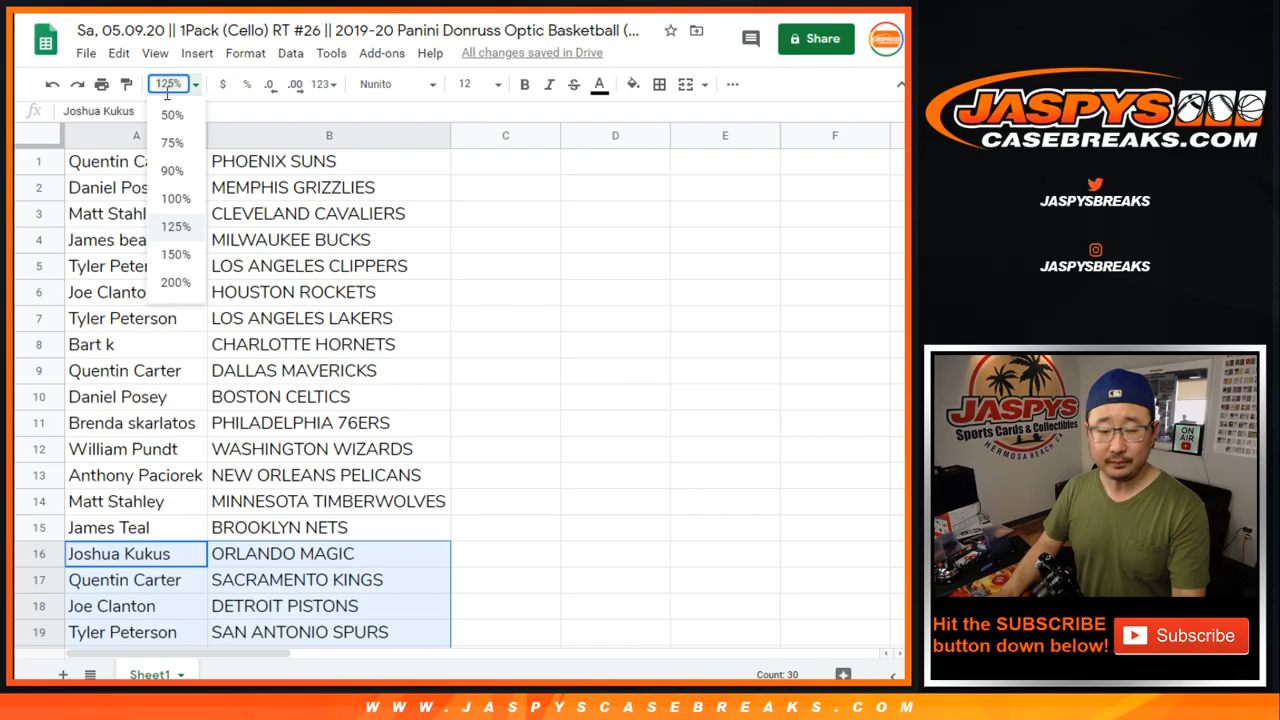 Sa, 05.09.20 || 1Pack (Cello) RT #26 || 2019-20 Panini Donruss Optic Basketball (...
File Edit View Insert Format Data Tools Add-ons Help All changes saved in Drive
Share
125% $ % .0 .00 123 Nunito 12 B I S A
fx Joshua Kukus
50%
75%
90%
100%
125%
150%
200%
A B C D E F
1 Quentin Ca PHOENIX SUNS
2 Daniel Pos MEMPHIS GRIZZLIES
3 Matt Stahl CLEVELAND CAVALIERS
4 James bea MILWAUKEE BUCKS
5 Tyler Peter LOS ANGELES CLIPPERS
6 Joe Clanto HOUSTON ROCKETS
7 Tyler Peterson LOS ANGELES LAKERS
8 Bart k CHARLOTTE HORNETS
9 Quentin Carter DALLAS MAVERICKS
10 Daniel Posey BOSTON CELTICS
11 Brenda skarlatos PHILADELPHIA 76ERS
12 William Pundt WASHINGTON WIZARDS
13 Anthony Paciorek NEW ORLEANS PELICANS
14 Matt Stahley MINNESOTA TIMBERWOLVES
15 James Teal BROOKLYN NETS
16 Joshua Kukus ORLANDO MAGIC
17 Quentin Carter SACRAMENTO KINGS
18 Joe Clanton DETROIT PISTONS
19 Tyler Peterson SAN ANTONIO SPURS
Sheet1
Count: 30
JASPYS
CASEBREAKS.COM
JASPYSBREAKS
JASPYSBREAKS
JASPYS
Sports Cards & Collectibles
HERMOSA BEACH, CA
ON
AIR
Hit the SUBSCRIBE
button down below!
Subscribe
WWW.JASPYSCASEBREAKS.COM